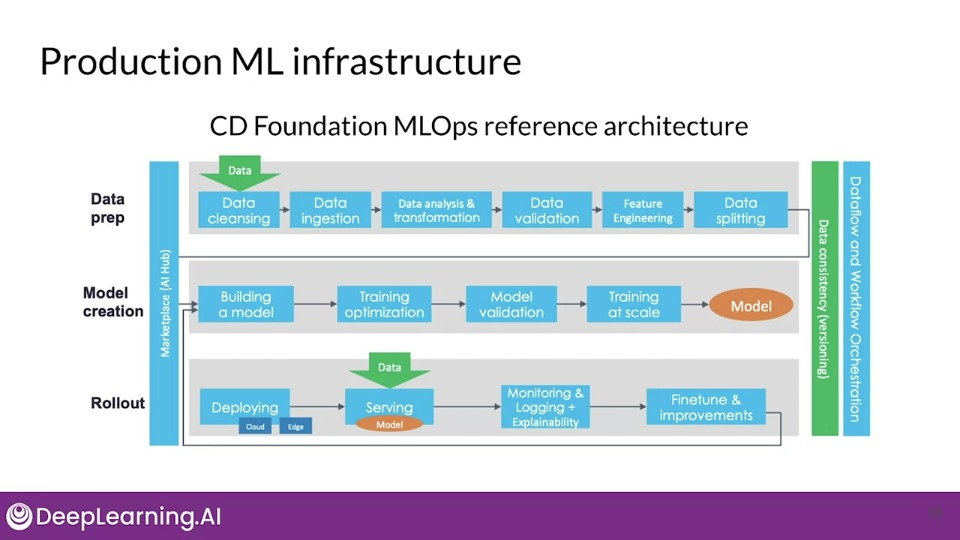 Production ML infrastructure
CD Foundation MLOps reference architecture
Data
prep
Data
Data
cleansing
Data
ingestion
Data analysis &
transformation
Data
validation
Feature
Engineering
Data
splitting
Marketplace (AI Hub)
Model
creation
Building
a model
Training
optimization
Model
validation
Training
at scale
Model
Rollout
Data
Deploying
Cloud
Edge
Serving
Model
Monitoring &
Logging +
Explainability
Finetune &
improvements
Data consistency (versioning)
Dataflow and Workflow Orchestration
DeepLearning.AI